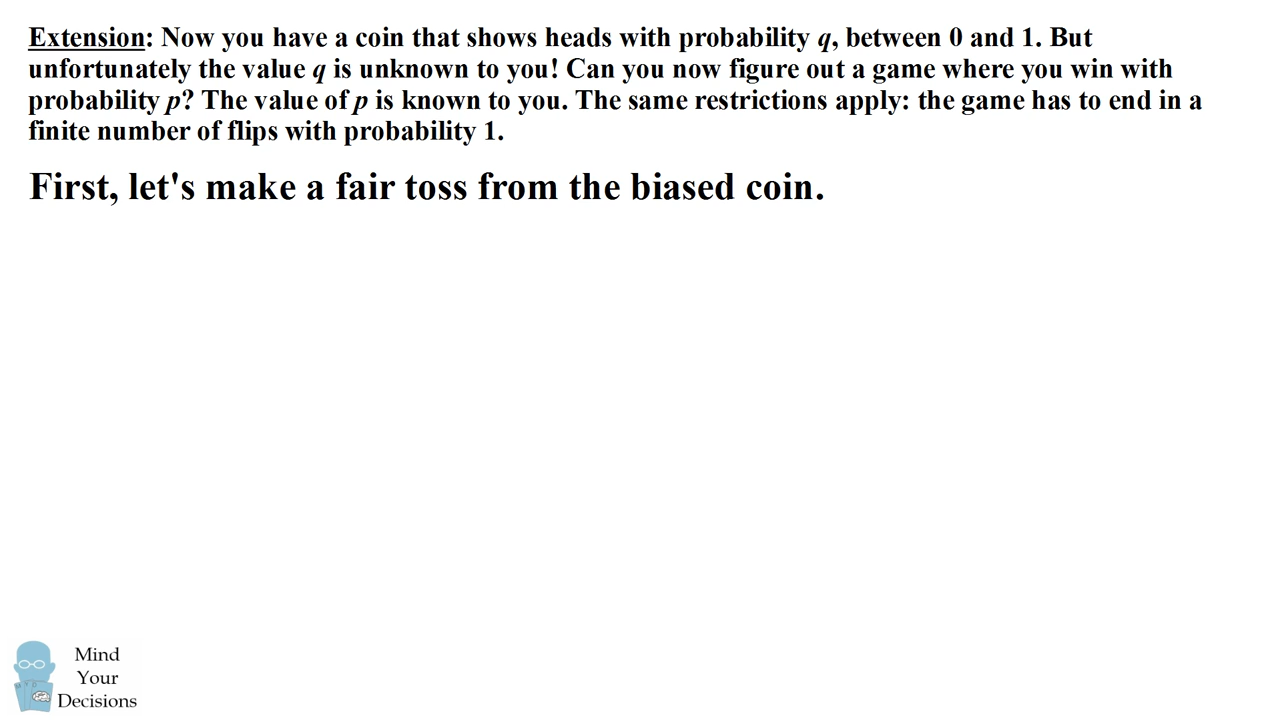 Extension: Now you have a coin that shows heads with probability q, between 0 and 1. But
unfortunately the value q is unknown to you! Can you now figure out a game where you win with
probability p? The value of p is known to you. The same restrictions apply: the game has to end in a
finite number of flips with probability 1.
First, let's make a fair toss from the biased coin.
Mind
Your
Decisions